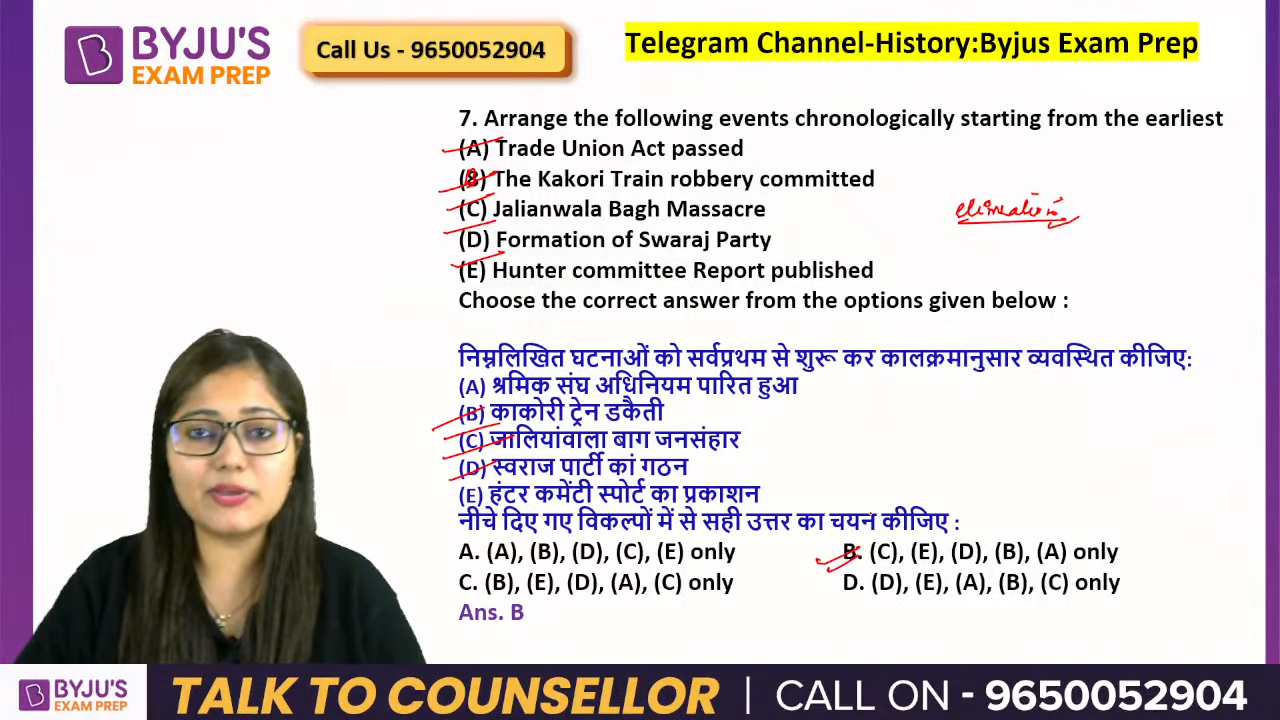 BYJU'S
EXAM PREP
Call Us - 9650052904
Telegram Channel-History:Byjus Exam Prep
7. Arrange the following events chronologically starting from the earliest
(A) Trade Union Act passed
(B) The Kakori Train robbery committed
(C) Jalianwala Bagh Massacre
elimination
(D) Formation of Swaraj Party
(E) Hunter committee Report published
Choose the correct answer from the options given below :
निम्नलिखित घटनाओं को सर्वप्रथम से शुरू कर कालक्रमानुसार व्यवस्थित कीजिए:
(A) श्रमिक संघ अधिनियम पारित हुआ
(B) काकोरी ट्रेन डकैती
(C) जालियांवाला बाग जनसंहार
(D) स्वराज पार्टी कां गठन
(E) हंटर कमेंटी स्पोर्ट का प्रकाशन
नीचे दिए गए विकल्पों में से सही उत्तर का चयन कीजिए :
A. (A), (B), (D), (C), (E) only
B. (C), (E), (D), (B), (A) only
C. (B), (E), (D), (A), (C) only
D. (D), (E), (A), (B), (C) only
Ans. B
BYJU'S
EXAM PREP
TALK TO COUNSELLOR | CALL ON - 9650052904